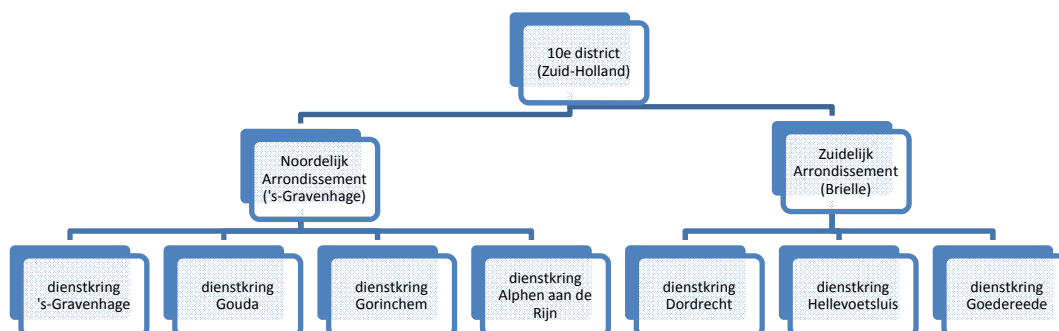 10e district
(Zuid-Holland)
Noordelijk
Arrondissement
('s-Gravenhage)
Zuidelijk
Arrondissement
(Brielle)
dienstkring
's-Gravenhage
dienstkring
Gouda
dienstkring
Gorinchem
dienstkring
Alphen aan de
Rijn
dienstkring
Dordrecht
dienstkring
Hellevoetsluis
dienstkring
Goedereede